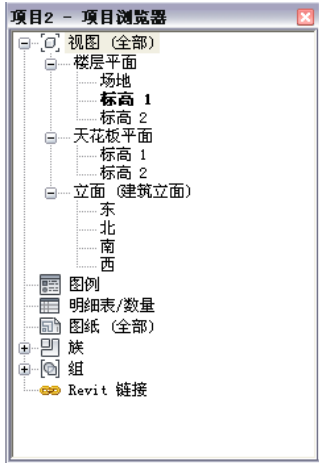 项目2 - 项目浏览器
视图 (全部)
楼层平面
场地
标高 1
标高 2
天花板平面
标高 1
标高 2
立面 (建筑立面)
东
北
南
西
图例
明细表/数量
图纸 (全部)
族
组
Revit 链接